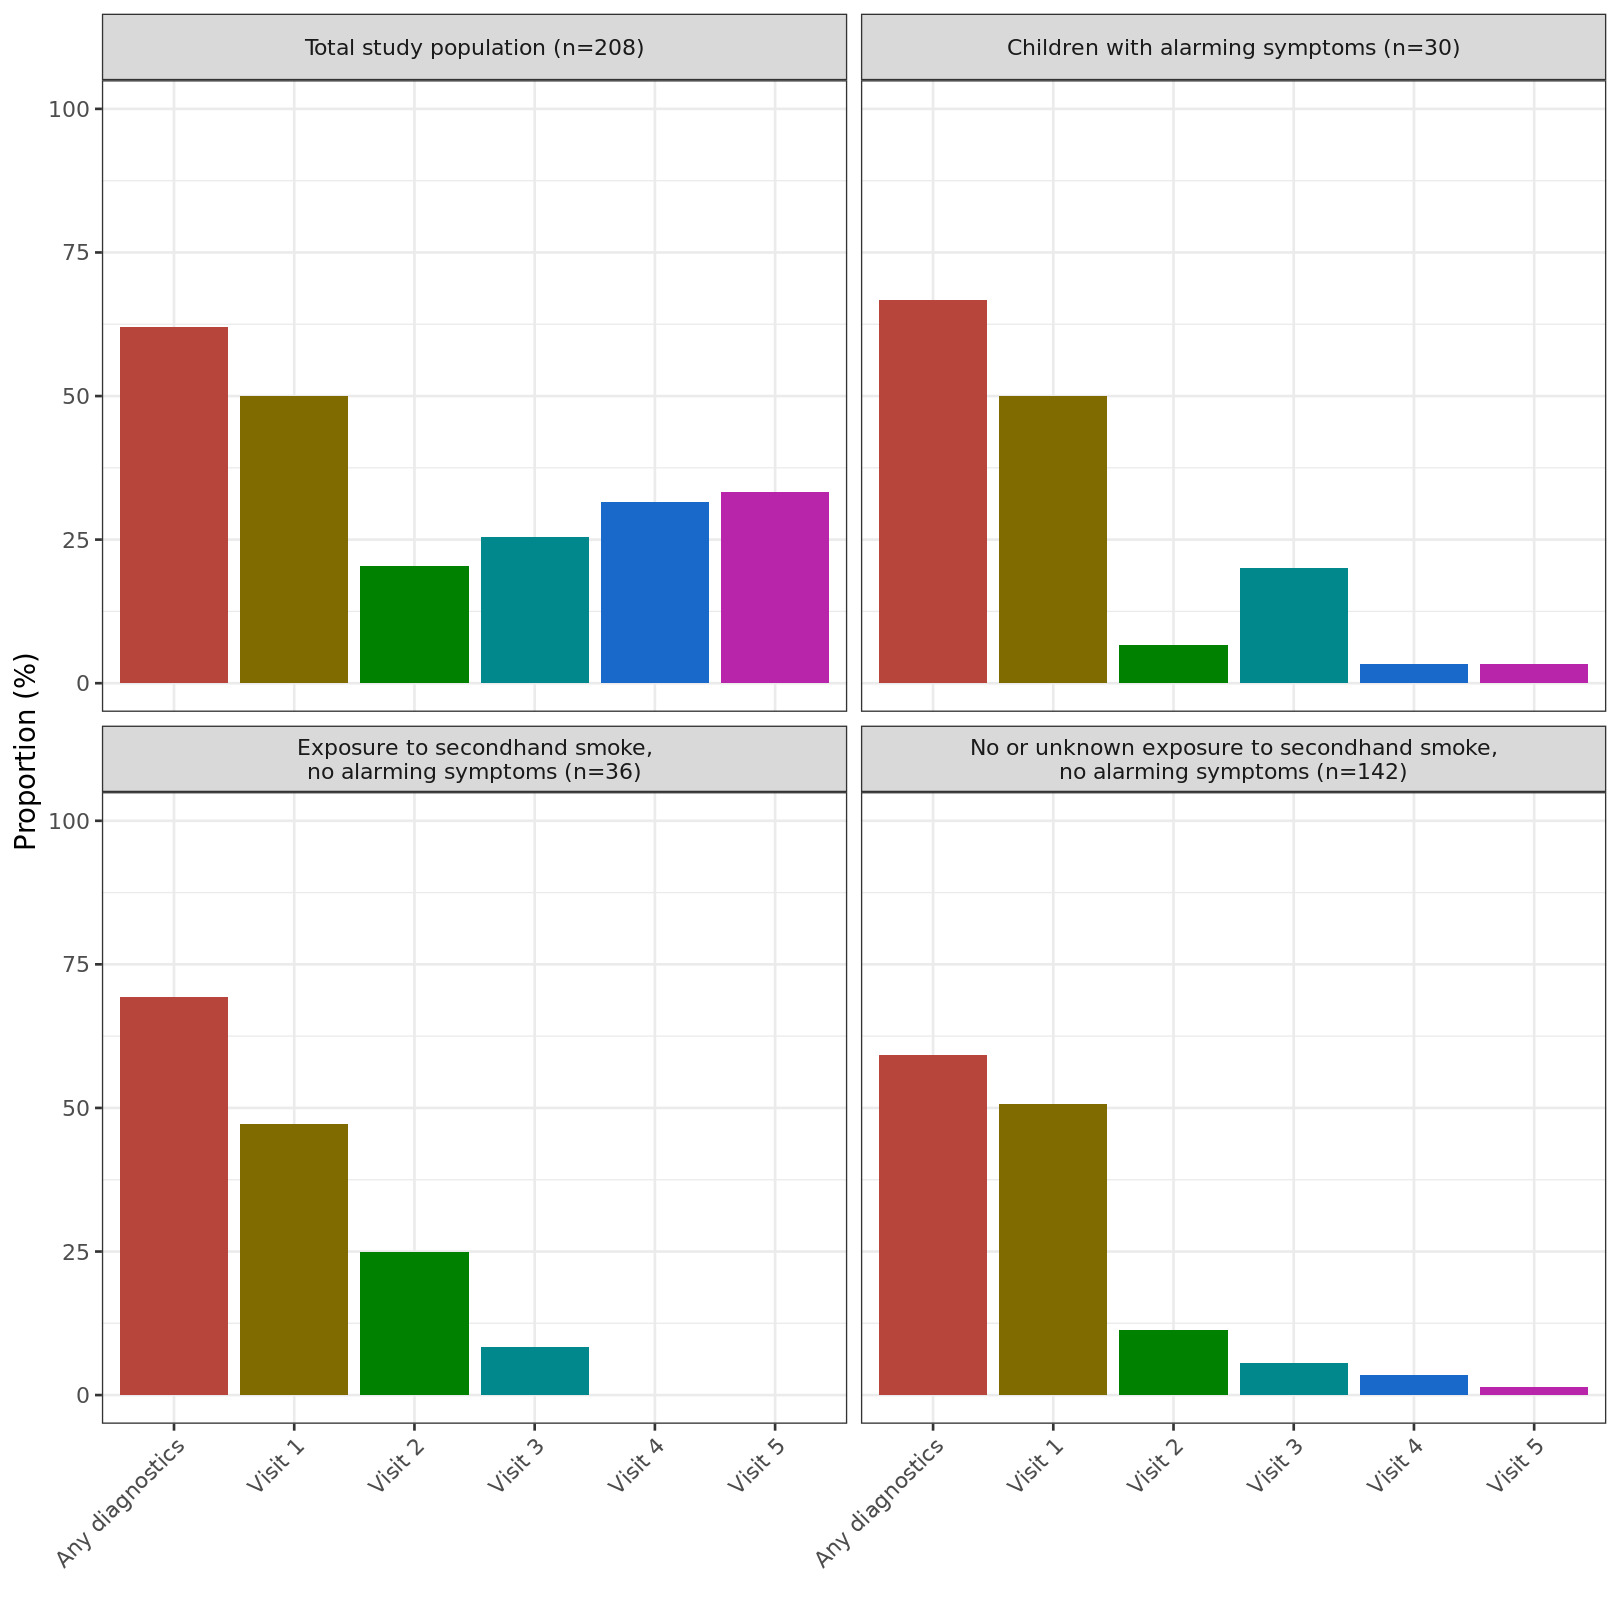 Total study population (n=208)
Children with alarming symptoms (n=30)
100
75
50
25
0
Exposure to secondhand smoke,
no alarming symptoms (n=36)
No or unknown exposure to secondhand smoke,
no alarming symptoms (n=142)
100
75
50
25
0
Proportion (%)
Any diagnostics
Visit 1
Visit 2
Visit 3
Visit 4
Visit 5
Any diagnostics
Visit 1
Visit 2
Visit 3
Visit 4
Visit 5